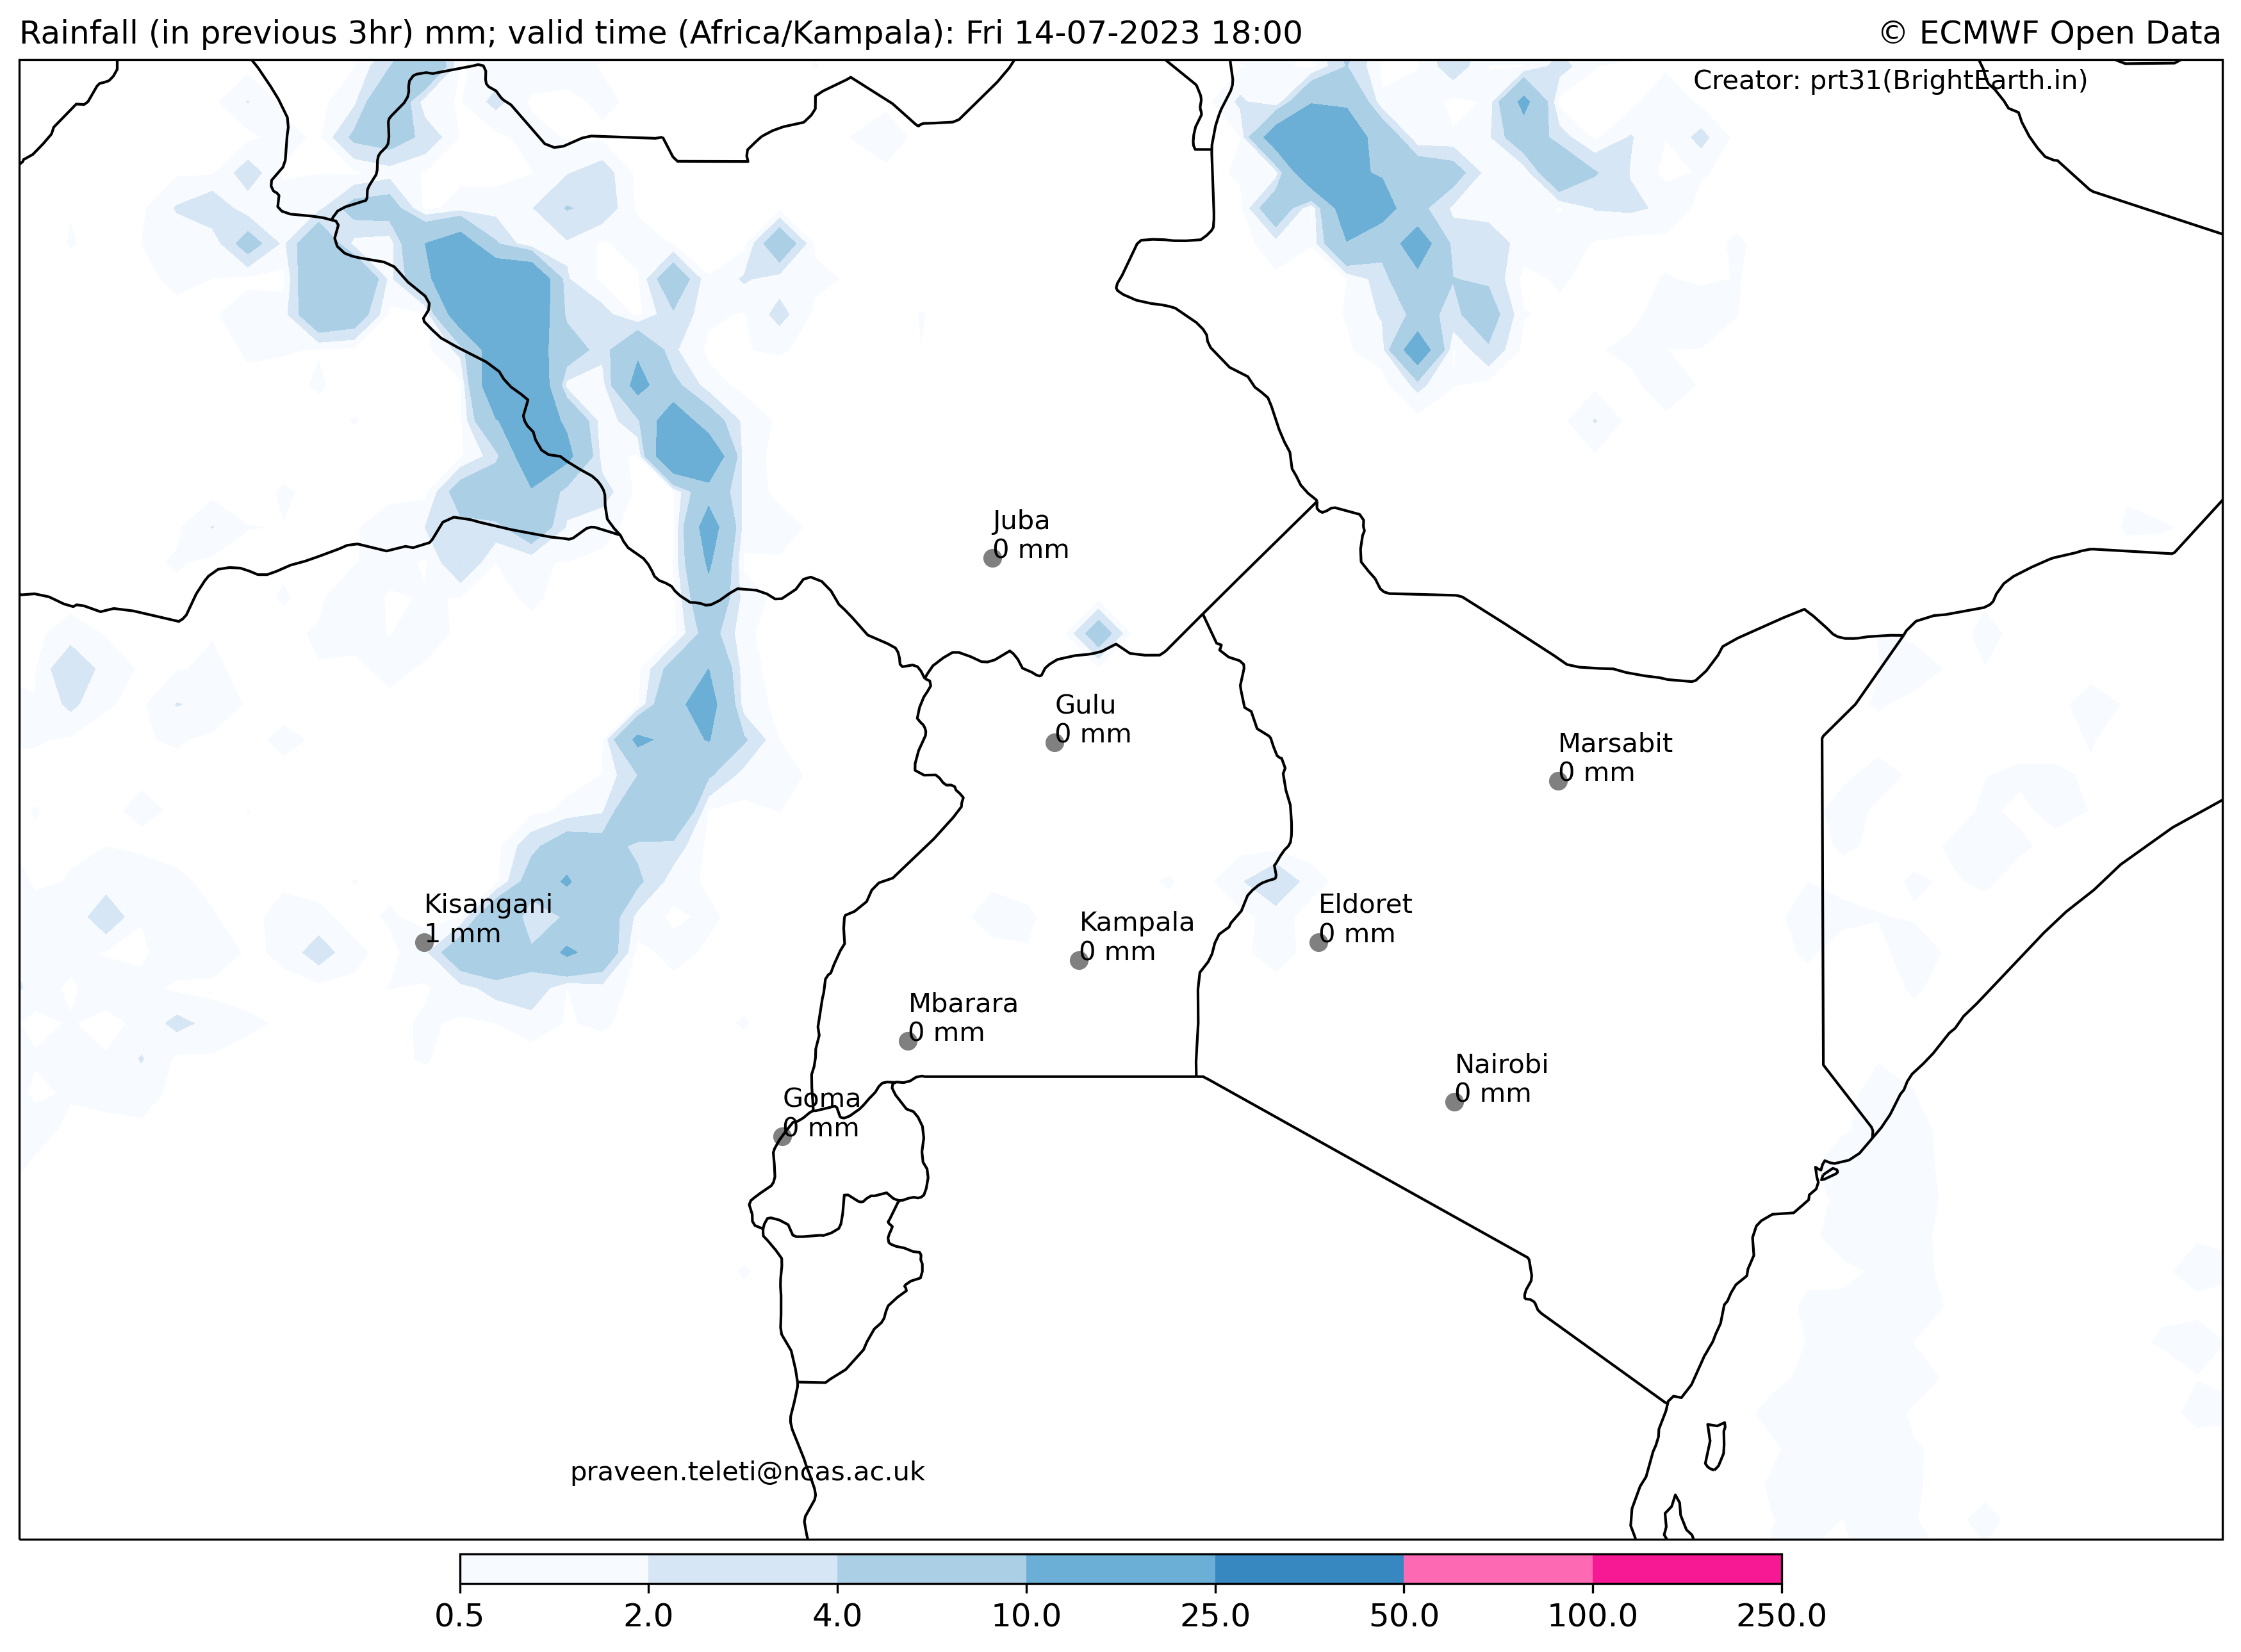 Rainfall (in previous 3hr) mm; valid time (Africa/Kampala): Fri 14-07-2023 18:00
© ECMWF Open Data
Creator: prt31(BrightEarth.in)
Juba
0 mm
Gulu
0 mm
Marsabit
0 mm
Kisangani
1 mm
Eldoret
0 mm
Kampala
0 mm
Mbarara
0 mm
Nairobi
0 mm
Goma
0 mm
praveen.teleti@ncas.ac.uk
0.5 2.0 4.0 10.0 25.0 50.0 100.0 250.0